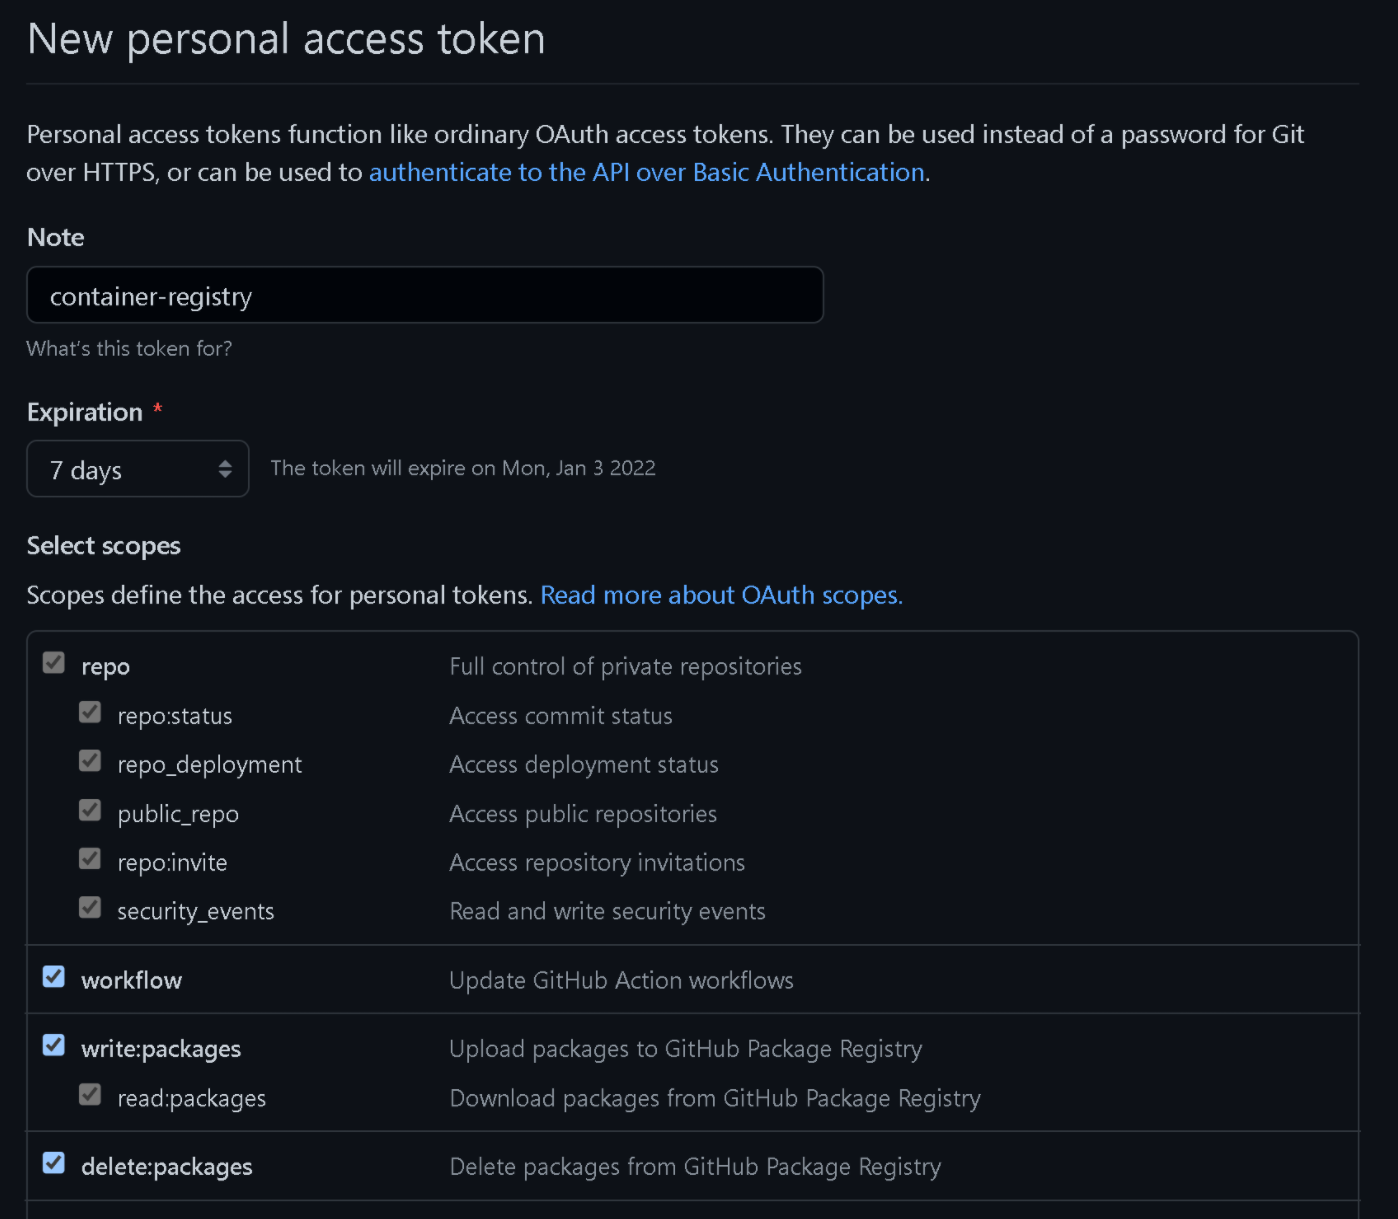 New personal access token
Personal access tokens function like ordinary OAuth access tokens. They can be used instead of a password for Git
over HTTPS, or can be used to authenticate to the API over Basic Authentication.
Note
container-registry
What's this token for?
Expiration *
7 days
The token will expire on Mon, Jan 3 2022
Select scopes
Scopes define the access for personal tokens. Read more about OAuth scopes.
repo Full control of private repositories
repo:status Access commit status
repo_deployment Access deployment status
public_repo Access public repositories
repo:invite Access repository invitations
security_events Read and write security events
workflow Update GitHub Action workflows
write:packages Upload packages to GitHub Package Registry
read:packages Download packages from GitHub Package Registry
delete:packages Delete packages from GitHub Package Registry